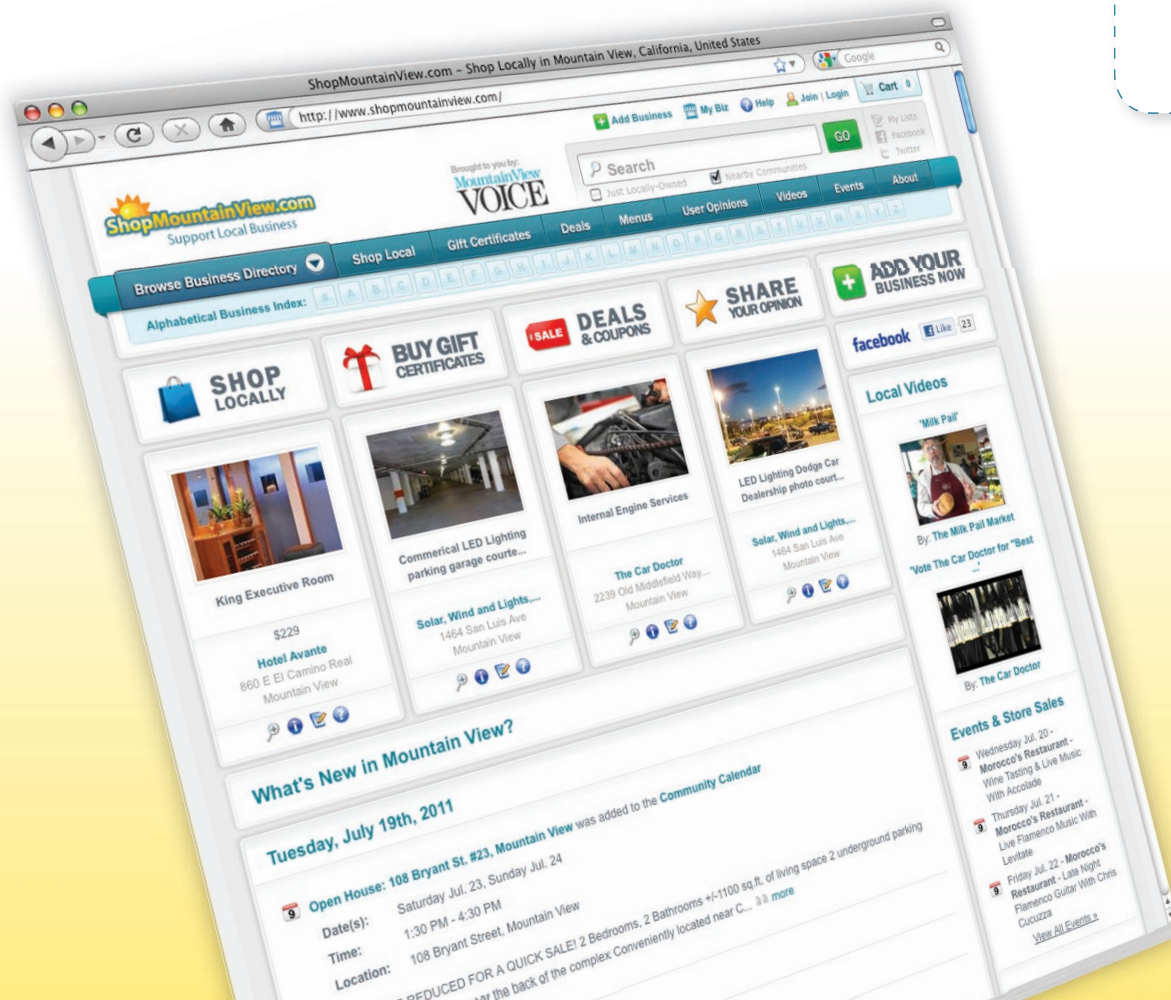 ShopMountainView.com – Shop Locally in Mountain View, California, United States
http://www.shopmountainview.com/
Google
Add Business
My Biz
Help
Join | Login
Cart 0
ShopMountainView.com
Support Local Business
Brought to you by:
MountainView
VOICE
Search
GO
Just Locally-Owned
Nearby Communities
My Lists
Facebook
Twitter
Browse Business Directory
Shop Local
Gift Certificates
Deals
Menus
User Opinions
Videos
Events
About
Alphabetical Business Index: # A B C D E F G H I J K L M N O P Q R S T U V W X Y Z
SHOP
LOCALLY
BUY GIFT
CERTIFICATES
SALE
DEALS
& COUPONS
SHARE
YOUR OPINION
ADD YOUR
BUSINESS NOW
King Executive Room
$229
Hotel Avante
860 E El Camino Real
Mountain View
Commerical LED Lighting
parking garage courte...
Solar, Wind and Lights,...
1464 San Luis Ave
Mountain View
Internal Engine Services
The Car Doctor
2239 Old Middlefield Way,...
Mountain View
LED Lighting Dodge Car
Dealership photo court...
Solar, Wind and Lights,...
1464 San Luis Ave
Mountain View
facebook
Like
23
Local Videos
'Milk Pail'
By: The Milk Pail Market
'Vote The Car Doctor for "Best
...'
By: The Car Doctor
Events & Store Sales
9
Wednesday Jul. 20 -
Morocco's Restaurant -
Wine Tasting & Live Music
With Accolade
9
Thursday Jul. 21 -
Morocco's Restaurant -
Live Flamenco Music With
Levitate
9
Friday Jul. 22 - Morocco's
Restaurant - Late Night
Flamenco Guitar With Chris
Cucuzza
View All Events »
What's New in Mountain View?
Tuesday, July 19th, 2011
9
Open House: 108 Bryant St. #23, Mountain View was added to the Community Calendar
Date(s): Saturday Jul. 23, Sunday Jul. 24
Time: 1:30 PM - 4:30 PM
Location: 108 Bryant Street, Mountain View
REDUCED FOR A QUICK SALE! 2 Bedrooms, 2 Bathrooms +/-1100 sq.ft. of living space 2 underground parking
the back of the complex Conveniently located near C... more